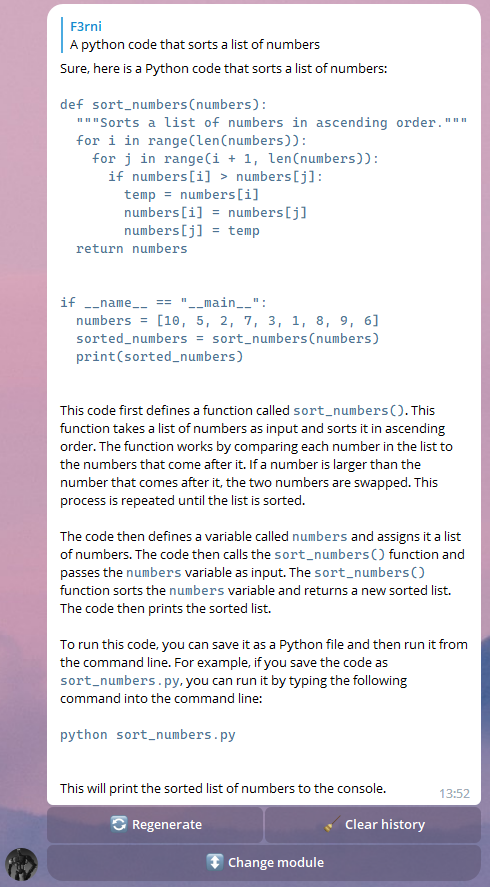 F3rni
A python code that sorts a list of numbers
Sure, here is a Python code that sorts a list of numbers:
def sort_numbers(numbers):
  """Sorts a list of numbers in ascending order."""
  for i in range(len(numbers)):
    for j in range(i + 1, len(numbers)):
      if numbers[i] > numbers[j]:
        temp = numbers[i]
        numbers[i] = numbers[j]
        numbers[j] = temp
  return numbers
if __name__ == "__main__":
  numbers = [10, 5, 2, 7, 3, 1, 8, 9, 6]
  sorted_numbers = sort_numbers(numbers)
  print(sorted_numbers)
This code first defines a function called sort_numbers(). This
function takes a list of numbers as input and sorts it in ascending
order. The function works by comparing each number in the list to
the numbers that come after it. If a number is larger than the
number that comes after it, the two numbers are swapped. This
process is repeated until the list is sorted.
The code then defines a variable called numbers and assigns it a list
of numbers. The code then calls the sort_numbers() function and
passes the numbers variable as input. The sort_numbers()
function sorts the numbers variable and returns a new sorted list.
The code then prints the sorted list.
To run this code, you can save it as a Python file and then run it from
the command line. For example, if you save the code as
sort_numbers.py, you can run it by typing the following
command into the command line:
python sort_numbers.py
This will print the sorted list of numbers to the console.
13:52
Regenerate
Clear history
Change module